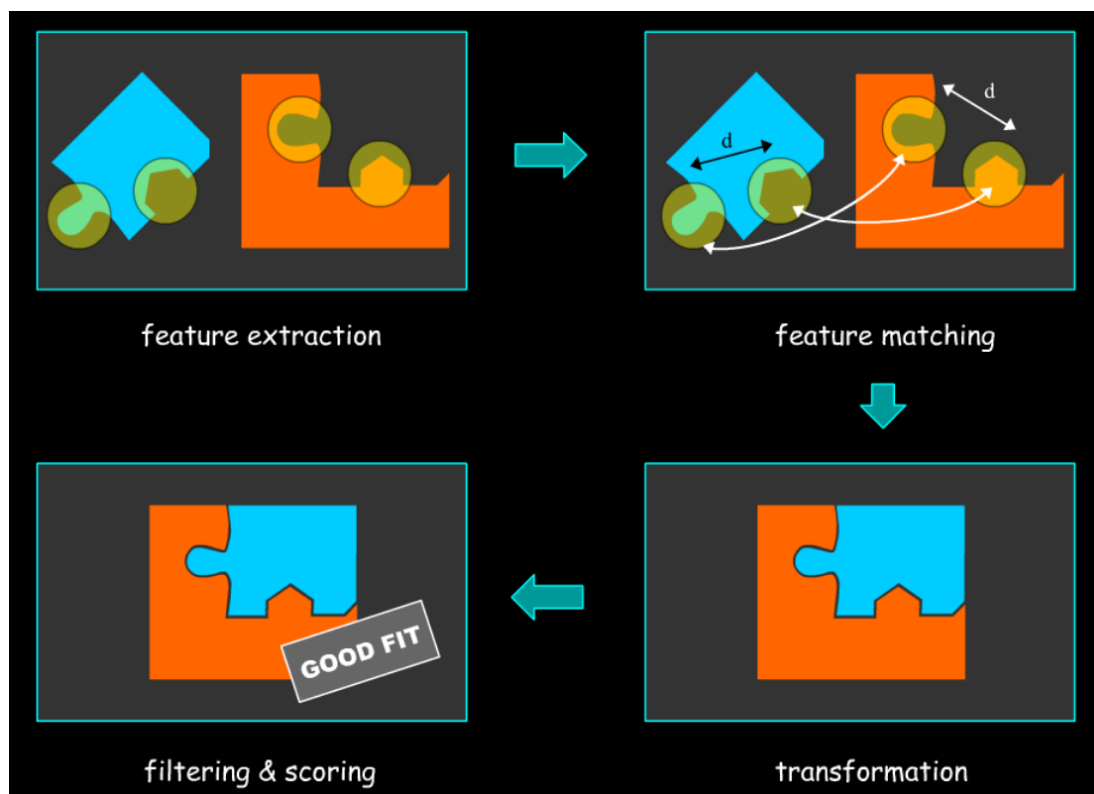 d
d
feature extraction
feature matching
GOOD FIT
filtering & scoring
transformation